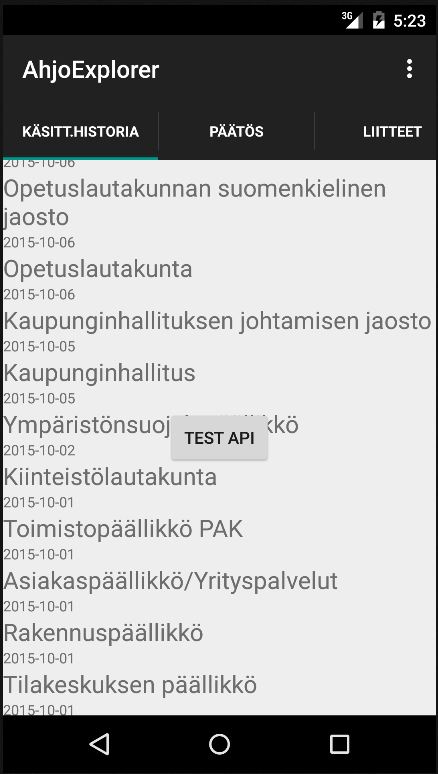 3G 5:23
AhjoExplorer
KÄSITT.HISTORIA PÄÄTÖS LIITTEET
2015-10-06
Opetuslautakunnan suomenkielinen
jaosto
2015-10-06
Opetuslautakunta
2015-10-06
Kaupunginhallituksen johtamisen jaosto
2015-10-05
Kaupunginhallitus
2015-10-05
TEST API
2015-10-02
Kiinteistölautakunta
2015-10-01
Toimistopäällikkö PAK
2015-10-01
Asiakaspäällikkö/Yrityspalvelut
2015-10-01
Rakennuspäällikkö
2015-10-01
Tilakeskuksen päällikkö
2015-10-01